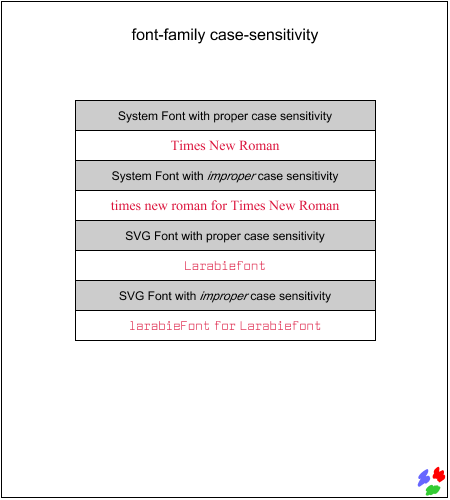 font-family case-sensitivity
System Font with proper case sensitivity
Times New Roman
System Font with improper case sensitivity
times new roman for Times New Roman
SVG Font with proper case sensitivity
Larabiefont
SVG Font with improper case sensitivity
larabieFont for Larabiefont